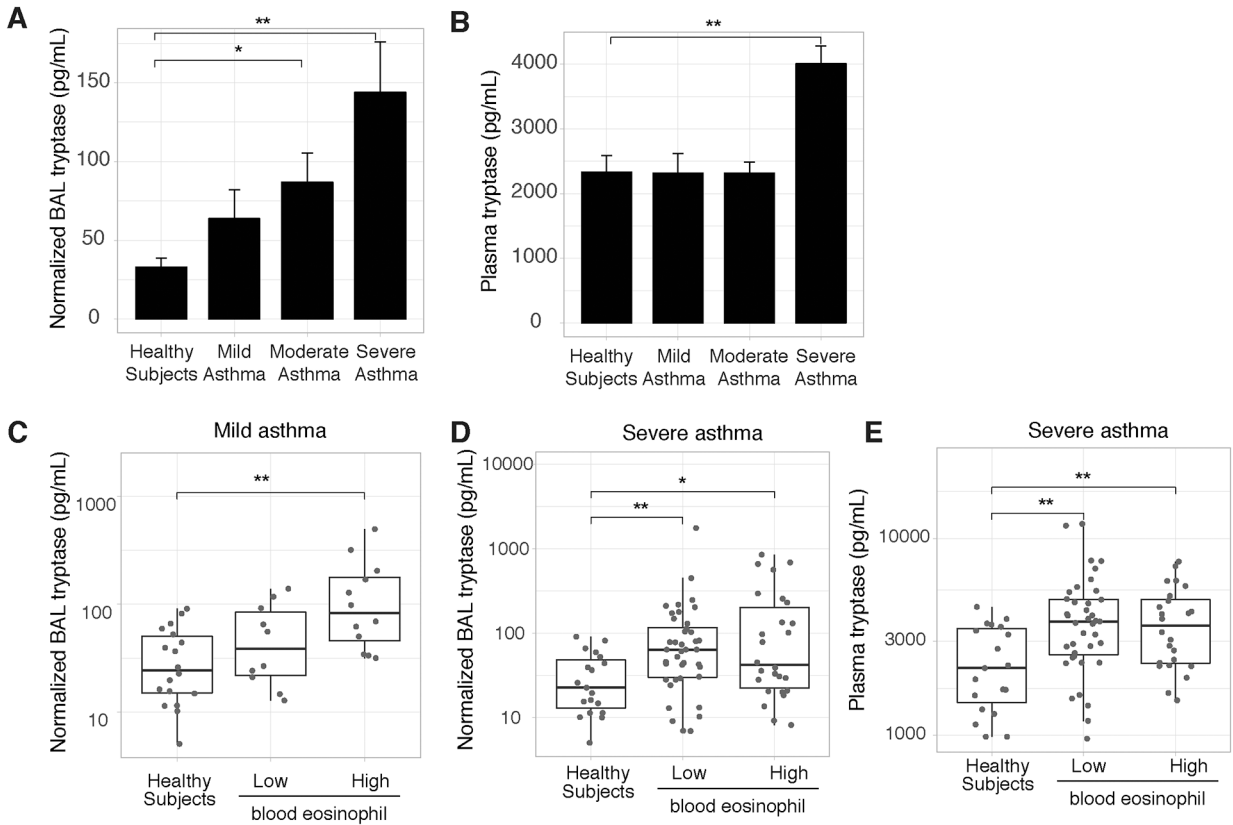 A
Normalized BAL tryptase (pg/mL)
**
*
150
100
50
0
Healthy Subjects
Mild Asthma
Moderate Asthma
Severe Asthma
B
Plasma tryptase (pg/mL)
**
4000
3000
2000
1000
0
Healthy Subjects
Mild Asthma
Moderate Asthma
Severe Asthma
C
Mild asthma
Normalized BAL tryptase (pg/mL)
**
1000
100
10
Healthy Subjects
Low
High
blood eosinophil
D
Severe asthma
Normalized BAL tryptase (pg/mL)
*
**
10000
1000
100
10
Healthy Subjects
Low
High
blood eosinophil
E
Severe asthma
Plasma tryptase (pg/mL)
**
**
10000
3000
1000
Healthy Subjects
Low
High
blood eosinophil